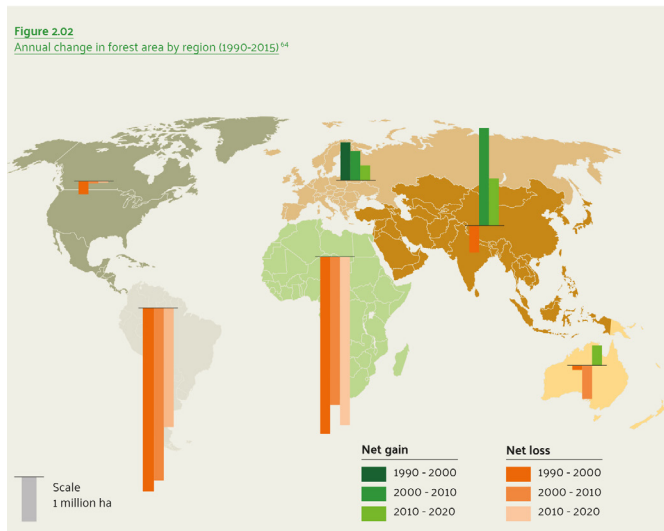 Figure 2.02
Annual change in forest area by region (1990-2015) 64
Net gain
1990 - 2000
2000 - 2010
2010 - 2020
Net loss
1990 - 2000
2000 - 2010
2010 - 2020
Scale
1 million ha